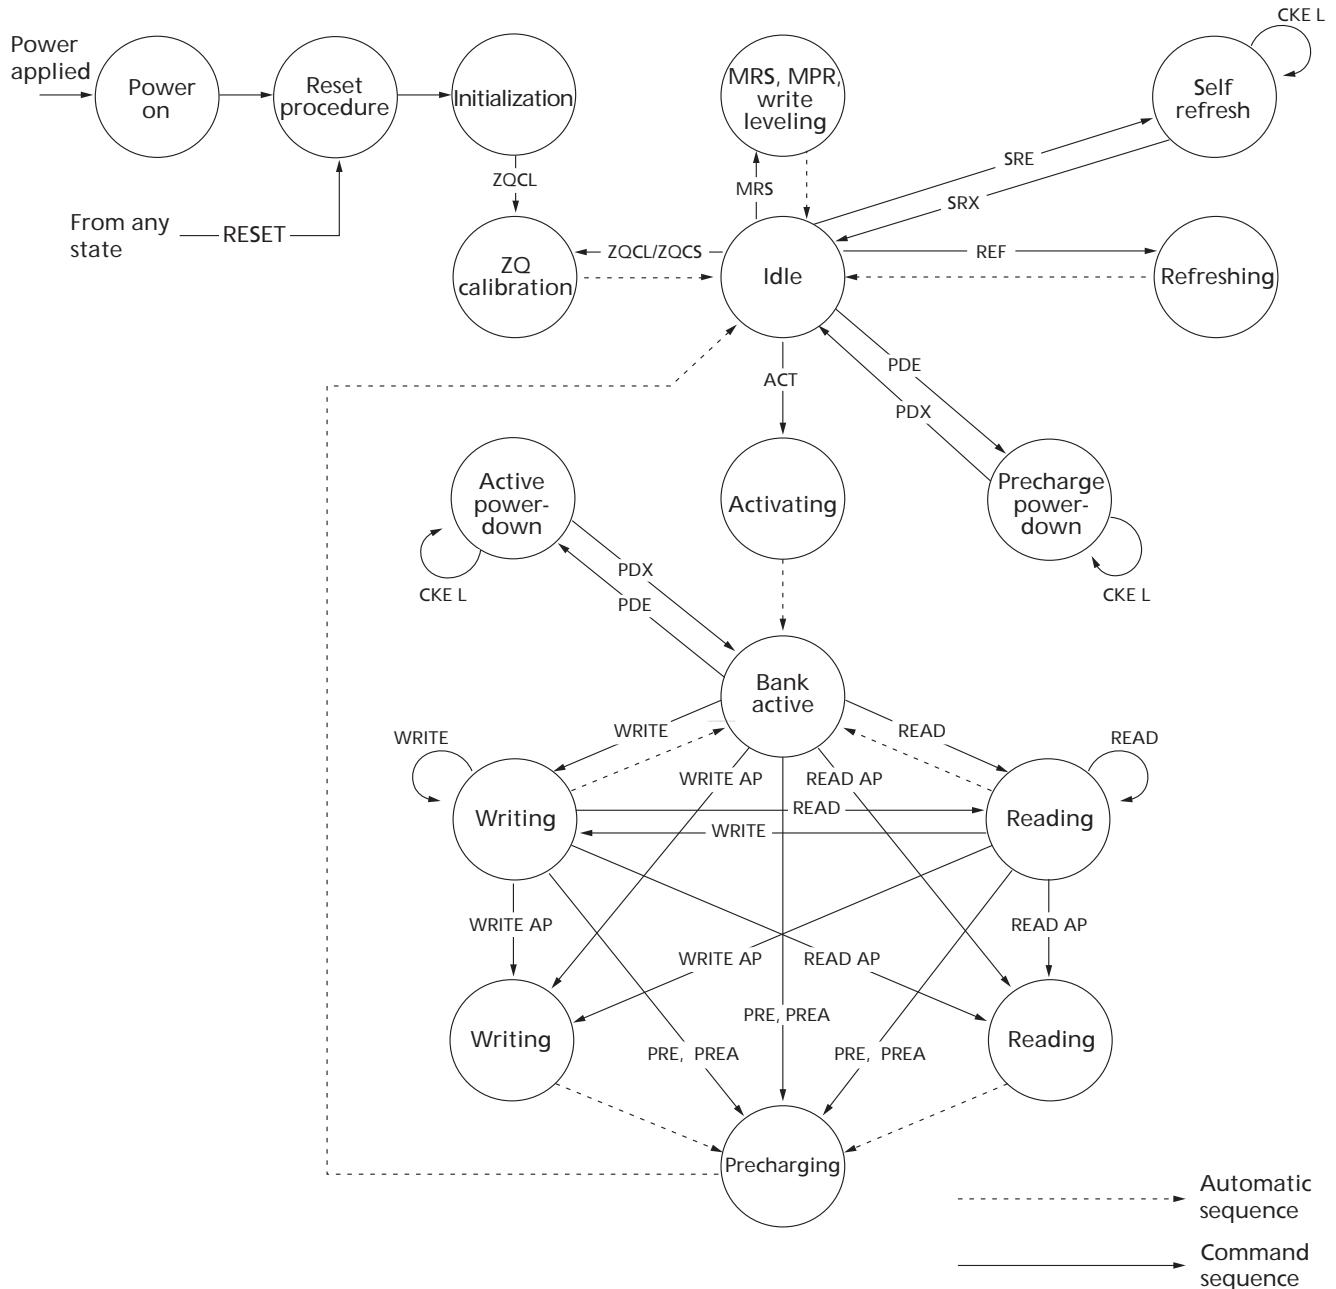 Power
applied
Power
on
Reset
procedure
Initialization
MRS, MPR,
write
leveling
Self
refresh
CKE L
ZQCL
MRS
SRE
SRX
From any
state
RESET
ZQ
calibration
ZQCL/ZQCS
Idle
REF
Refreshing
ACT
PDE
PDX
Active
power-
down
CKE L
Activating
Precharge
power-
down
CKE L
PDX
PDE
Bank
active
WRITE
WRITE
READ
READ
WRITE AP
READ AP
Writing
READ
WRITE
Reading
WRITE AP
READ AP
WRITE AP
READ AP
Writing
PRE, PREA
Reading
PRE, PREA
PRE, PREA
Precharging
Automatic
sequence
Command
sequence